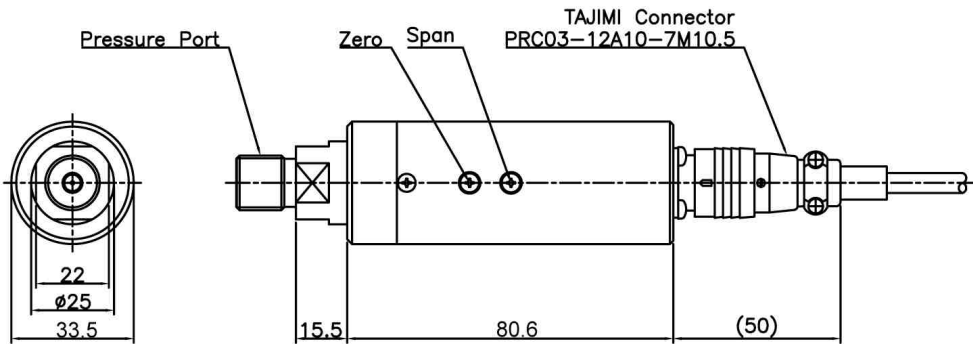 TAJIMI Connector
Pressure Port
Zero
Span
PRC03-12A10-7M10.5
22
ø25
33.5
15.5
80.6
(50)